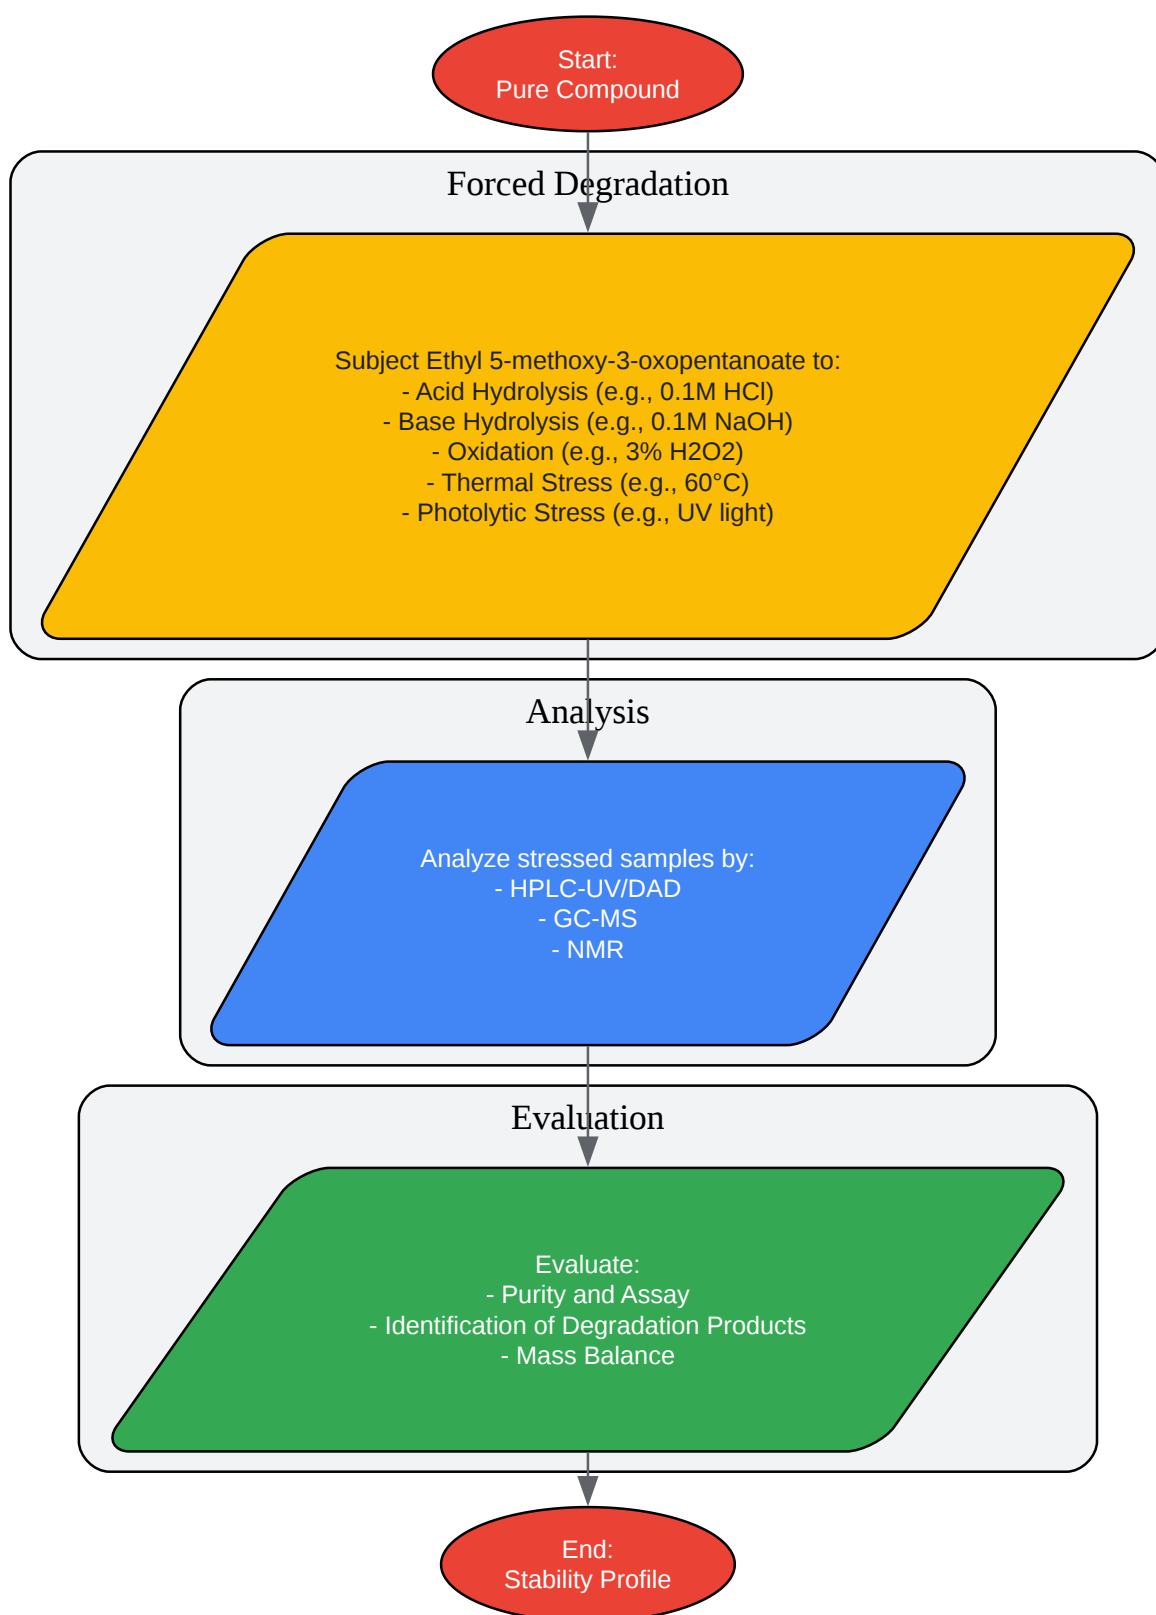 Start:
Pure Compound
Forced Degradation
Subject Ethyl 5-methoxy-3-oxopentanoate to:
- Acid Hydrolysis (e.g., 0.1M HCl)
- Base Hydrolysis (e.g., 0.1M NaOH)
- Oxidation (e.g., 3% H2O2)
- Thermal Stress (e.g., 60°C)
- Photolytic Stress (e.g., UV light)
Analysis
Analyze stressed samples by:
- HPLC-UV/DAD
- GC-MS
- NMR
Evaluation
Evaluate:
- Purity and Assay
- Identification of Degradation Products
- Mass Balance
End:
Stability Profile